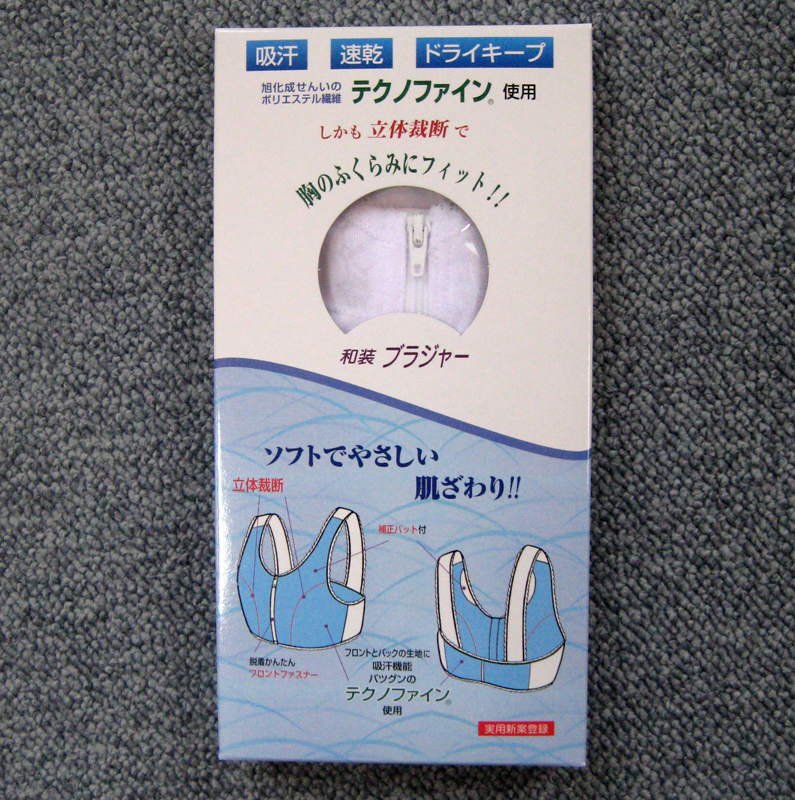 吸汗 速乾 ドライキープ
旭化成せんいの
ポリエステル繊維 テクノファイン® 使用
しかも 立体裁断 で
胸のふくらみにフィット!!
和装 ブラジャー
ソフトでやさしい
肌ざわり!!
立体裁断
補正パット付
脱着かんたん
フロントファスナー
フロントとバックの生地に
吸汗機能
バツグンの
テクノファイン®
使用
実用新案登録